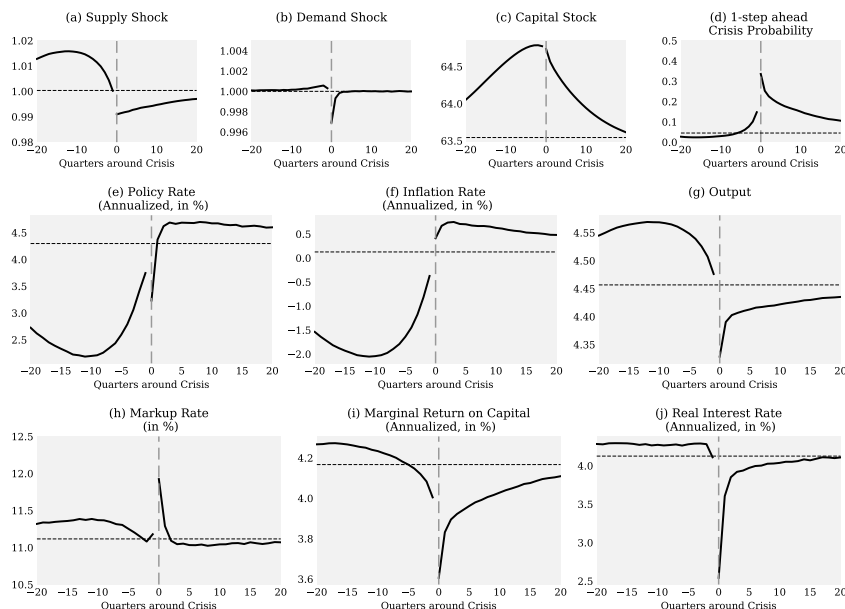 (a) Supply Shock
(b) Demand Shock
(c) Capital Stock
(d) 1-step ahead
Crisis Probability
1.02
1.01
1.00
0.99
0.98
−20 −10 0 10 20
Quarters around Crisis
1.004
1.002
1.000
0.998
0.996
−20 −10 0 10 20
Quarters around Crisis
64.5
64.0
63.5
−20 −10 0 10 20
Quarters around Crisis
0.5
0.4
0.3
0.2
0.1
0.0
−20 −10 0 10 20
Quarters around Crisis
(e) Policy Rate
(Annualized, in %)
4.5
4.0
3.5
3.0
2.5
−20 −15 −10 −5 0 5 10 15 20
Quarters around Crisis
(f) Inflation Rate
(Annualized, in %)
0.5
0.0
−0.5
−1.0
−1.5
−2.0
−20 −15 −10 −5 0 5 10 15 20
Quarters around Crisis
(g) Output
4.55
4.50
4.45
4.40
4.35
−20 −15 −10 −5 0 5 10 15 20
Quarters around Crisis
(h) Markup Rate
(in %)
12.5
12.0
11.5
11.0
10.5
−20 −15 −10 −5 0 5 10 15 20
Quarters around Crisis
(i) Marginal Return on Capital
(Annualized, in %)
4.2
4.0
3.8
3.6
−20 −15 −10 −5 0 5 10 15 20
Quarters around Crisis
(j) Real Interest Rate
(Annualized, in %)
4.0
3.5
3.0
2.5
−20 −15 −10 −5 0 5 10 15 20
Quarters around Crisis